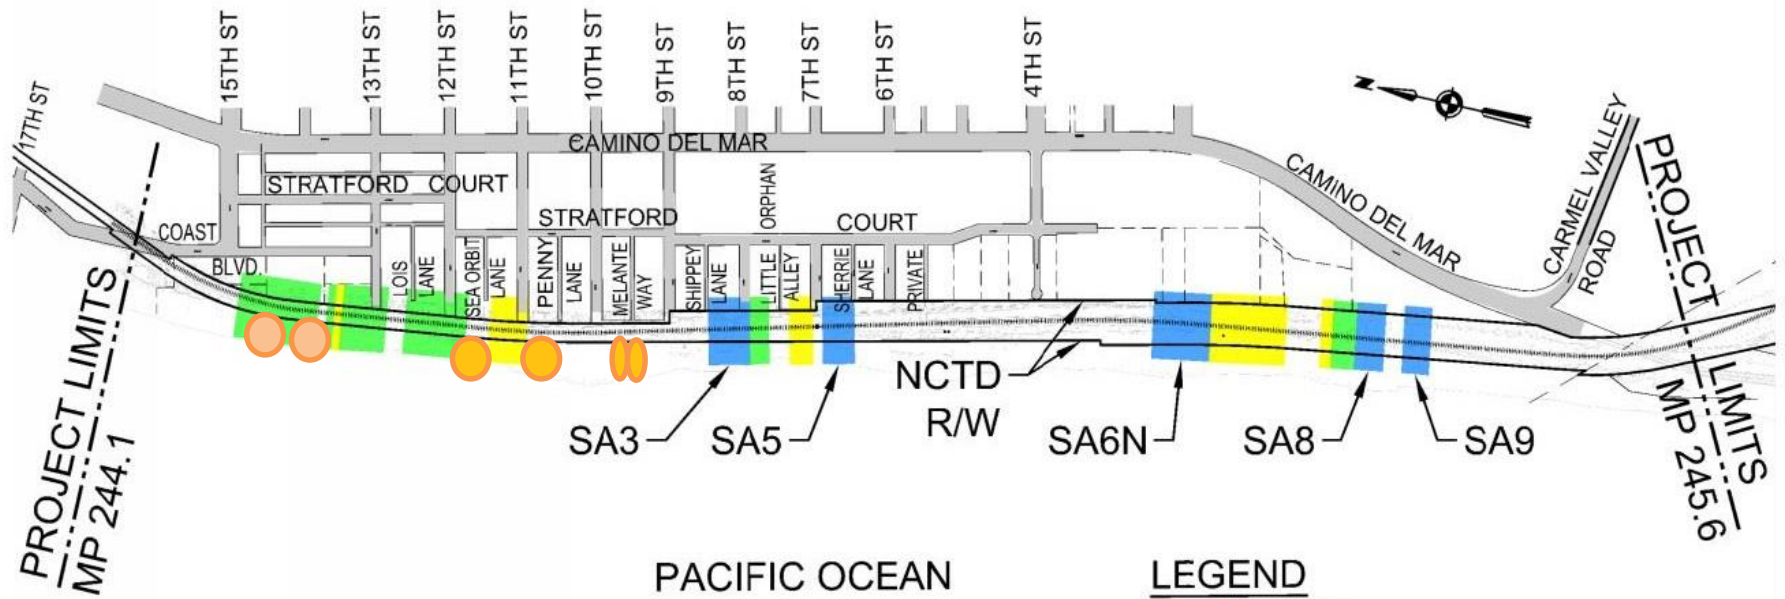 17TH ST
15TH ST
13TH ST
12TH ST
11TH ST
10TH ST
9TH ST
8TH ST
7TH ST
6TH ST
4TH ST
N
CAMINO DEL MAR
CAMINO DEL MAR
CARMEL VALLEY
ROAD
STRATFORD COURT
STRATFORD
COURT
COAST
BLVD.
LOIS
LANE
SEA ORBIT
LANE
PENNY
LANE
MELANTE
WAY
SHIPPEY
LANE
ORPHAN
LITTLE
ALLEY
SHERRIE
LANE
PRIVATE
PROJECT LIMITS
MP 244.1
SA3
SA5
NCTD
R/W
SA6N
SA8
SA9
PROJECT LIMITS
MP 245.6
PACIFIC OCEAN
LEGEND